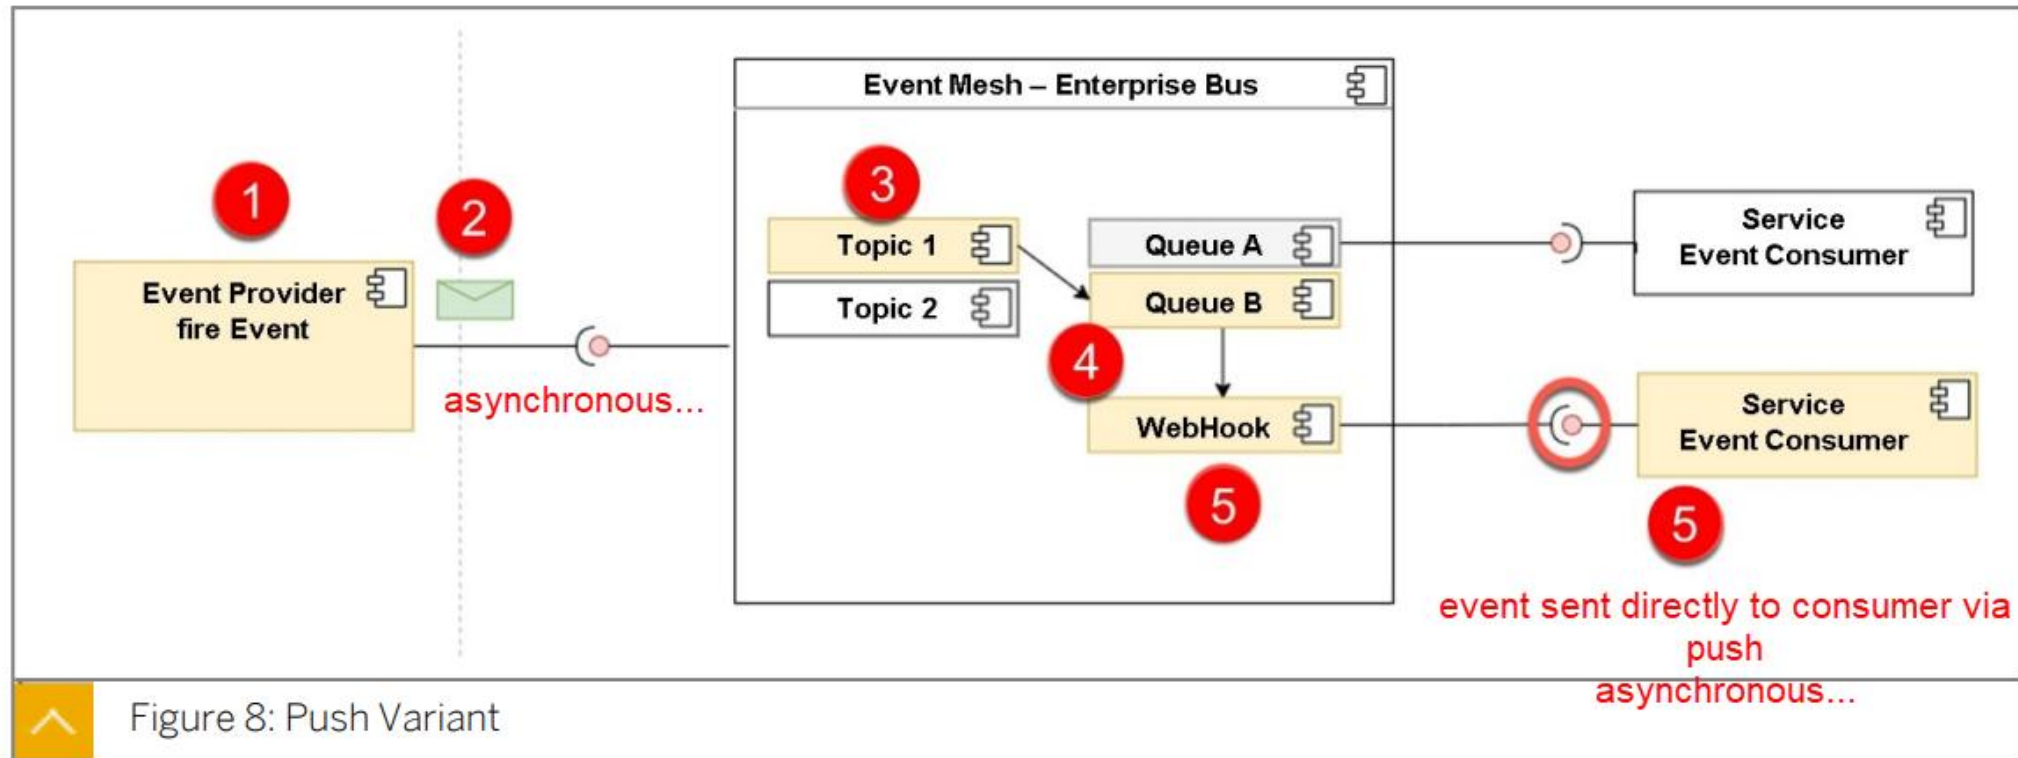 Event Mesh – Enterprise Bus
1
2
3
Event Provider
fire Event
asynchronous...
Topic 1
Topic 2
Queue A
Queue B
4
WebHook
5
Service
Event Consumer
Service
Event Consumer
5
event sent directly to consumer via
push
asynchronous...
Figure 8: Push Variant